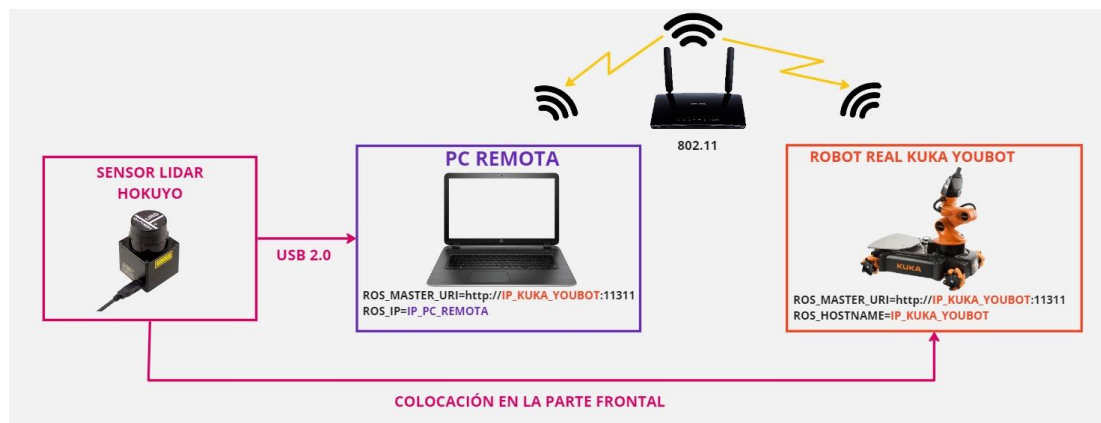 802.11
SENSOR LIDAR
HOKUYO
USB 2.0
PC REMOTA
ROS_MASTER_URI=http://IP_KUKA_YOUBOT:11311
ROS_IP=IP_PC_REMOTA
ROBOT REAL KUKA YOUBOT
KUKA
ROS_MASTER_URI=http://IP_KUKA_YOUBOT:11311
ROS_HOSTNAME=IP_KUKA_YOUBOT
COLOCACIÓN EN LA PARTE FRONTAL